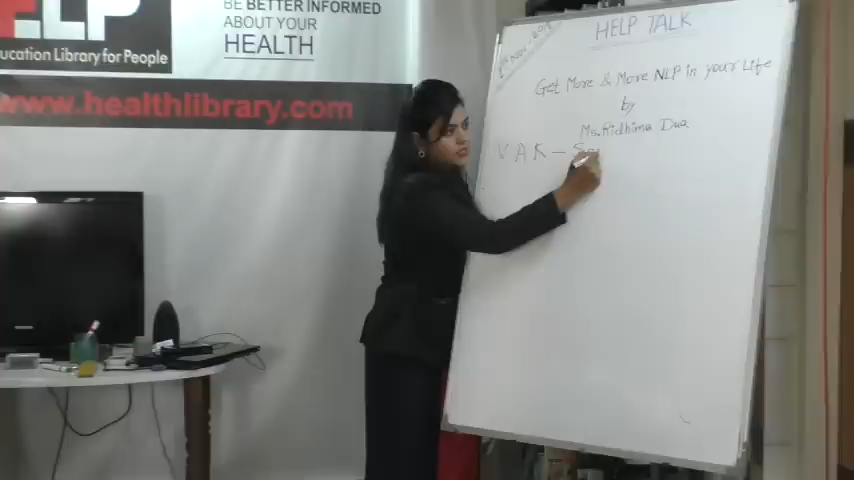 BE BETTER INFORMED
ABOUT YOUR
HEALTH
ucation Library for People
www.healthlibrary.com
HELP TALK
Get More & More NLP in your Life
by
Ms. Ridhima Dua
V A K –